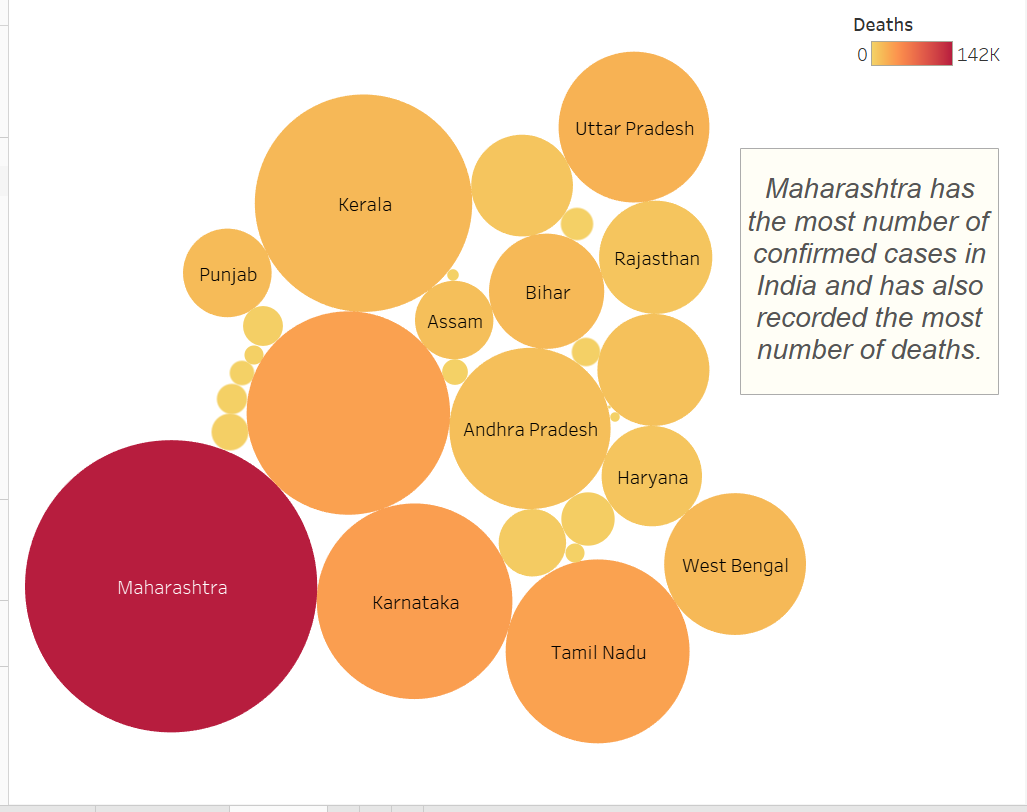 Deaths
0 142K
Uttar Pradesh
Maharashtra has
the most number of
confirmed cases in
India and has also
recorded the most
number of deaths.
Kerala
Rajasthan
Punjab
Bihar
Assam
Andhra Pradesh
Haryana
West Bengal
Maharashtra
Karnataka
Tamil Nadu